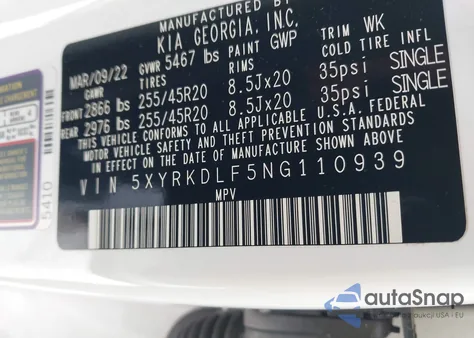 MANUFACTURED BY
KIA GEORGIA, INC.
MAR/09/22 GVWR 5467 lbs PAINT GWP TRIM WK
GAWR TIRES RIMS COLD TIRE INFL
FRONT 2866 lbs 255/45R20 8.5Jx20 35psi SINGLE
REAR 2976 lbs 255/45R20 8.5Jx20 35psi SINGLE
THIS VEHICLE CONFORMS TO ALL APPLICABLE U.S.A. FEDERAL
MOTOR VEHICLE SAFETY AND THEFT PREVENTION STANDARDS
IN EFFECT ON THE DATE OF MANUFACTURE SHOWN ABOVE
VIN 5XYRKDLF5NG110939
MPV
5410
autoSnap
USA i EU